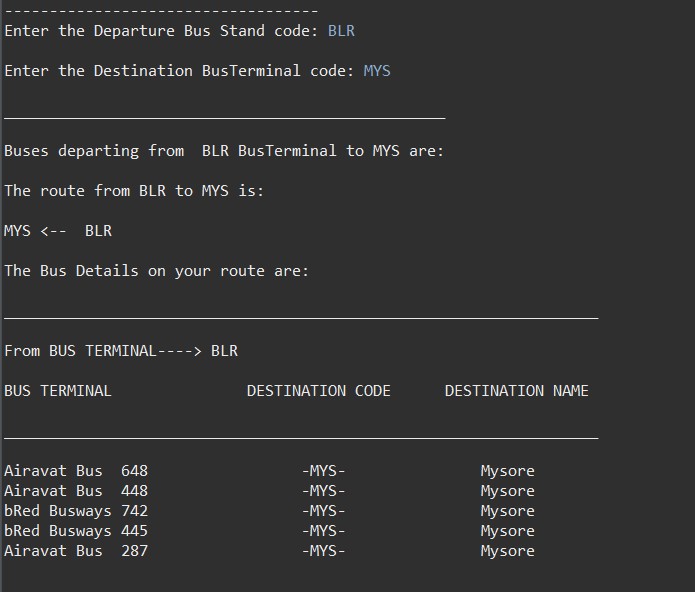 -----------------------------------
Enter the Departure Bus Stand code: BLR
Enter the Destination BusTerminal code: MYS
Buses departing from  BLR BusTerminal to MYS are:
The route from BLR to MYS is:
MYS <--  BLR
The Bus Details on your route are:
From BUS TERMINAL----> BLR
BUS TERMINAL               DESTINATION CODE      DESTINATION NAME
Airavat Bus  648                 -MYS-               Mysore
Airavat Bus  448                 -MYS-               Mysore
bRed Busways 742                 -MYS-               Mysore
bRed Busways 445                 -MYS-               Mysore
Airavat Bus  287                 -MYS-               Mysore